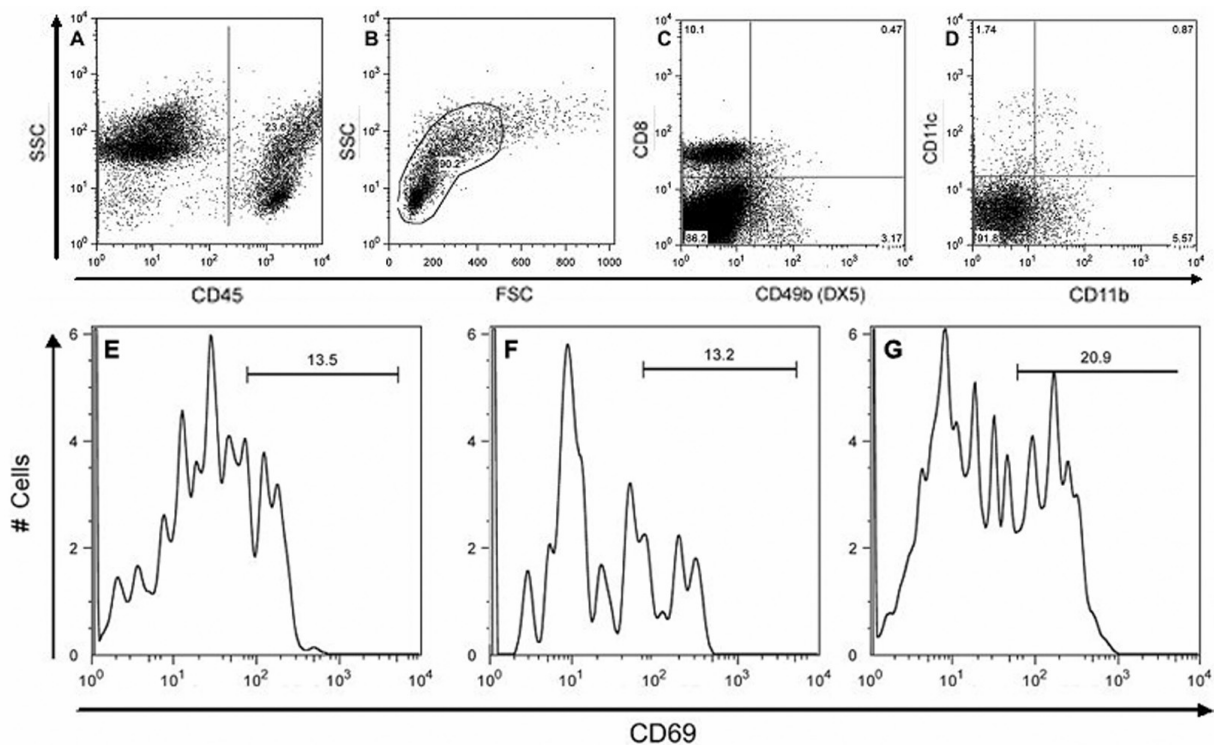 A
B
C
D
SSC
SSC
CD8
CD11c
10⁴
10³
10²
10¹
10⁰
10⁴
10³
10²
10¹
10⁰
10⁴
10³
10²
10¹
10⁰
10⁴
10³
10²
10¹
10⁰
23.6
90.2
10.1
0.47
86.2
3.17
1.74
0.87
91.8
5.57
10⁰ 10¹ 10² 10³ 10⁴
0 200 400 600 800 1000
10⁰ 10¹ 10² 10³ 10⁴
10⁰ 10¹ 10² 10³ 10⁴
CD45
FSC
CD49b (DX5)
CD11b
E
13.5
F
13.2
G
20.9
# Cells
6
4
2
0
6
4
2
0
6
4
2
0
10⁰ 10¹ 10² 10³ 10⁴
10⁰ 10¹ 10² 10³ 10⁴
10⁰ 10¹ 10² 10³ 10⁴
CD69